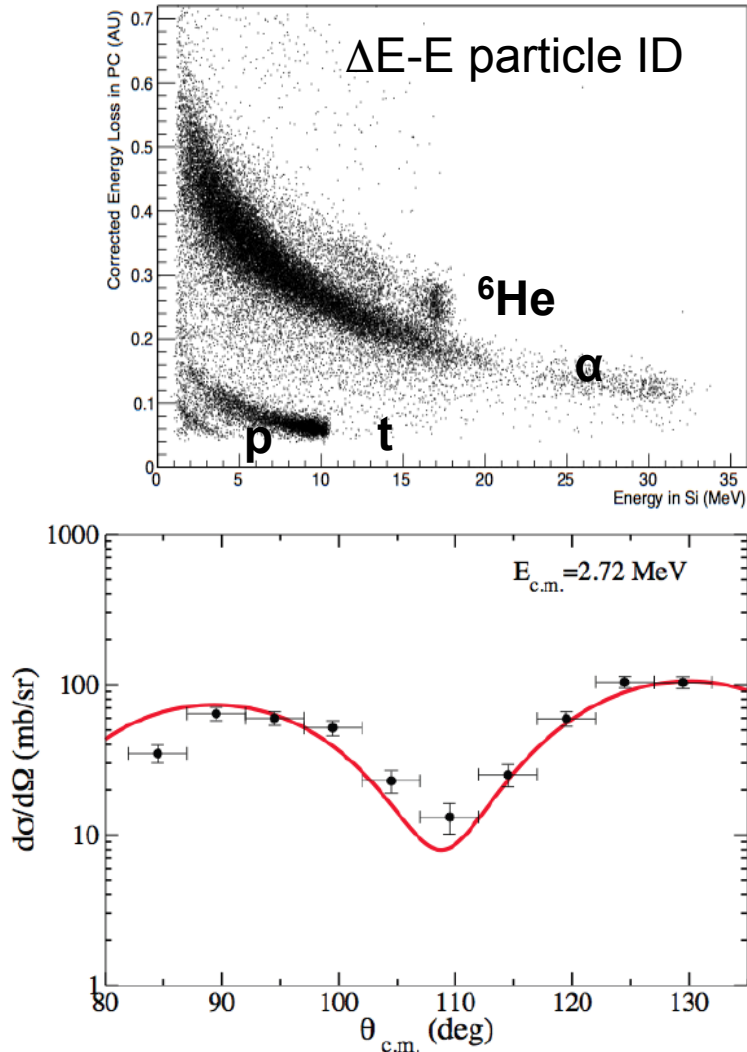 ΔE-E particle ID
Corrected Energy Loss in PC (AU)
0.7
0.6
0.5
0.4
0.3
0.2
0.1
0
⁶He
α
p
t
0 5 10 15 20 25 30 35
Energy in Si (MeV)
E_c.m.=2.72 MeV
dσ/dΩ (mb/sr)
1000
100
10
1
80 90 100 110 120 130
θ_c.m. (deg)